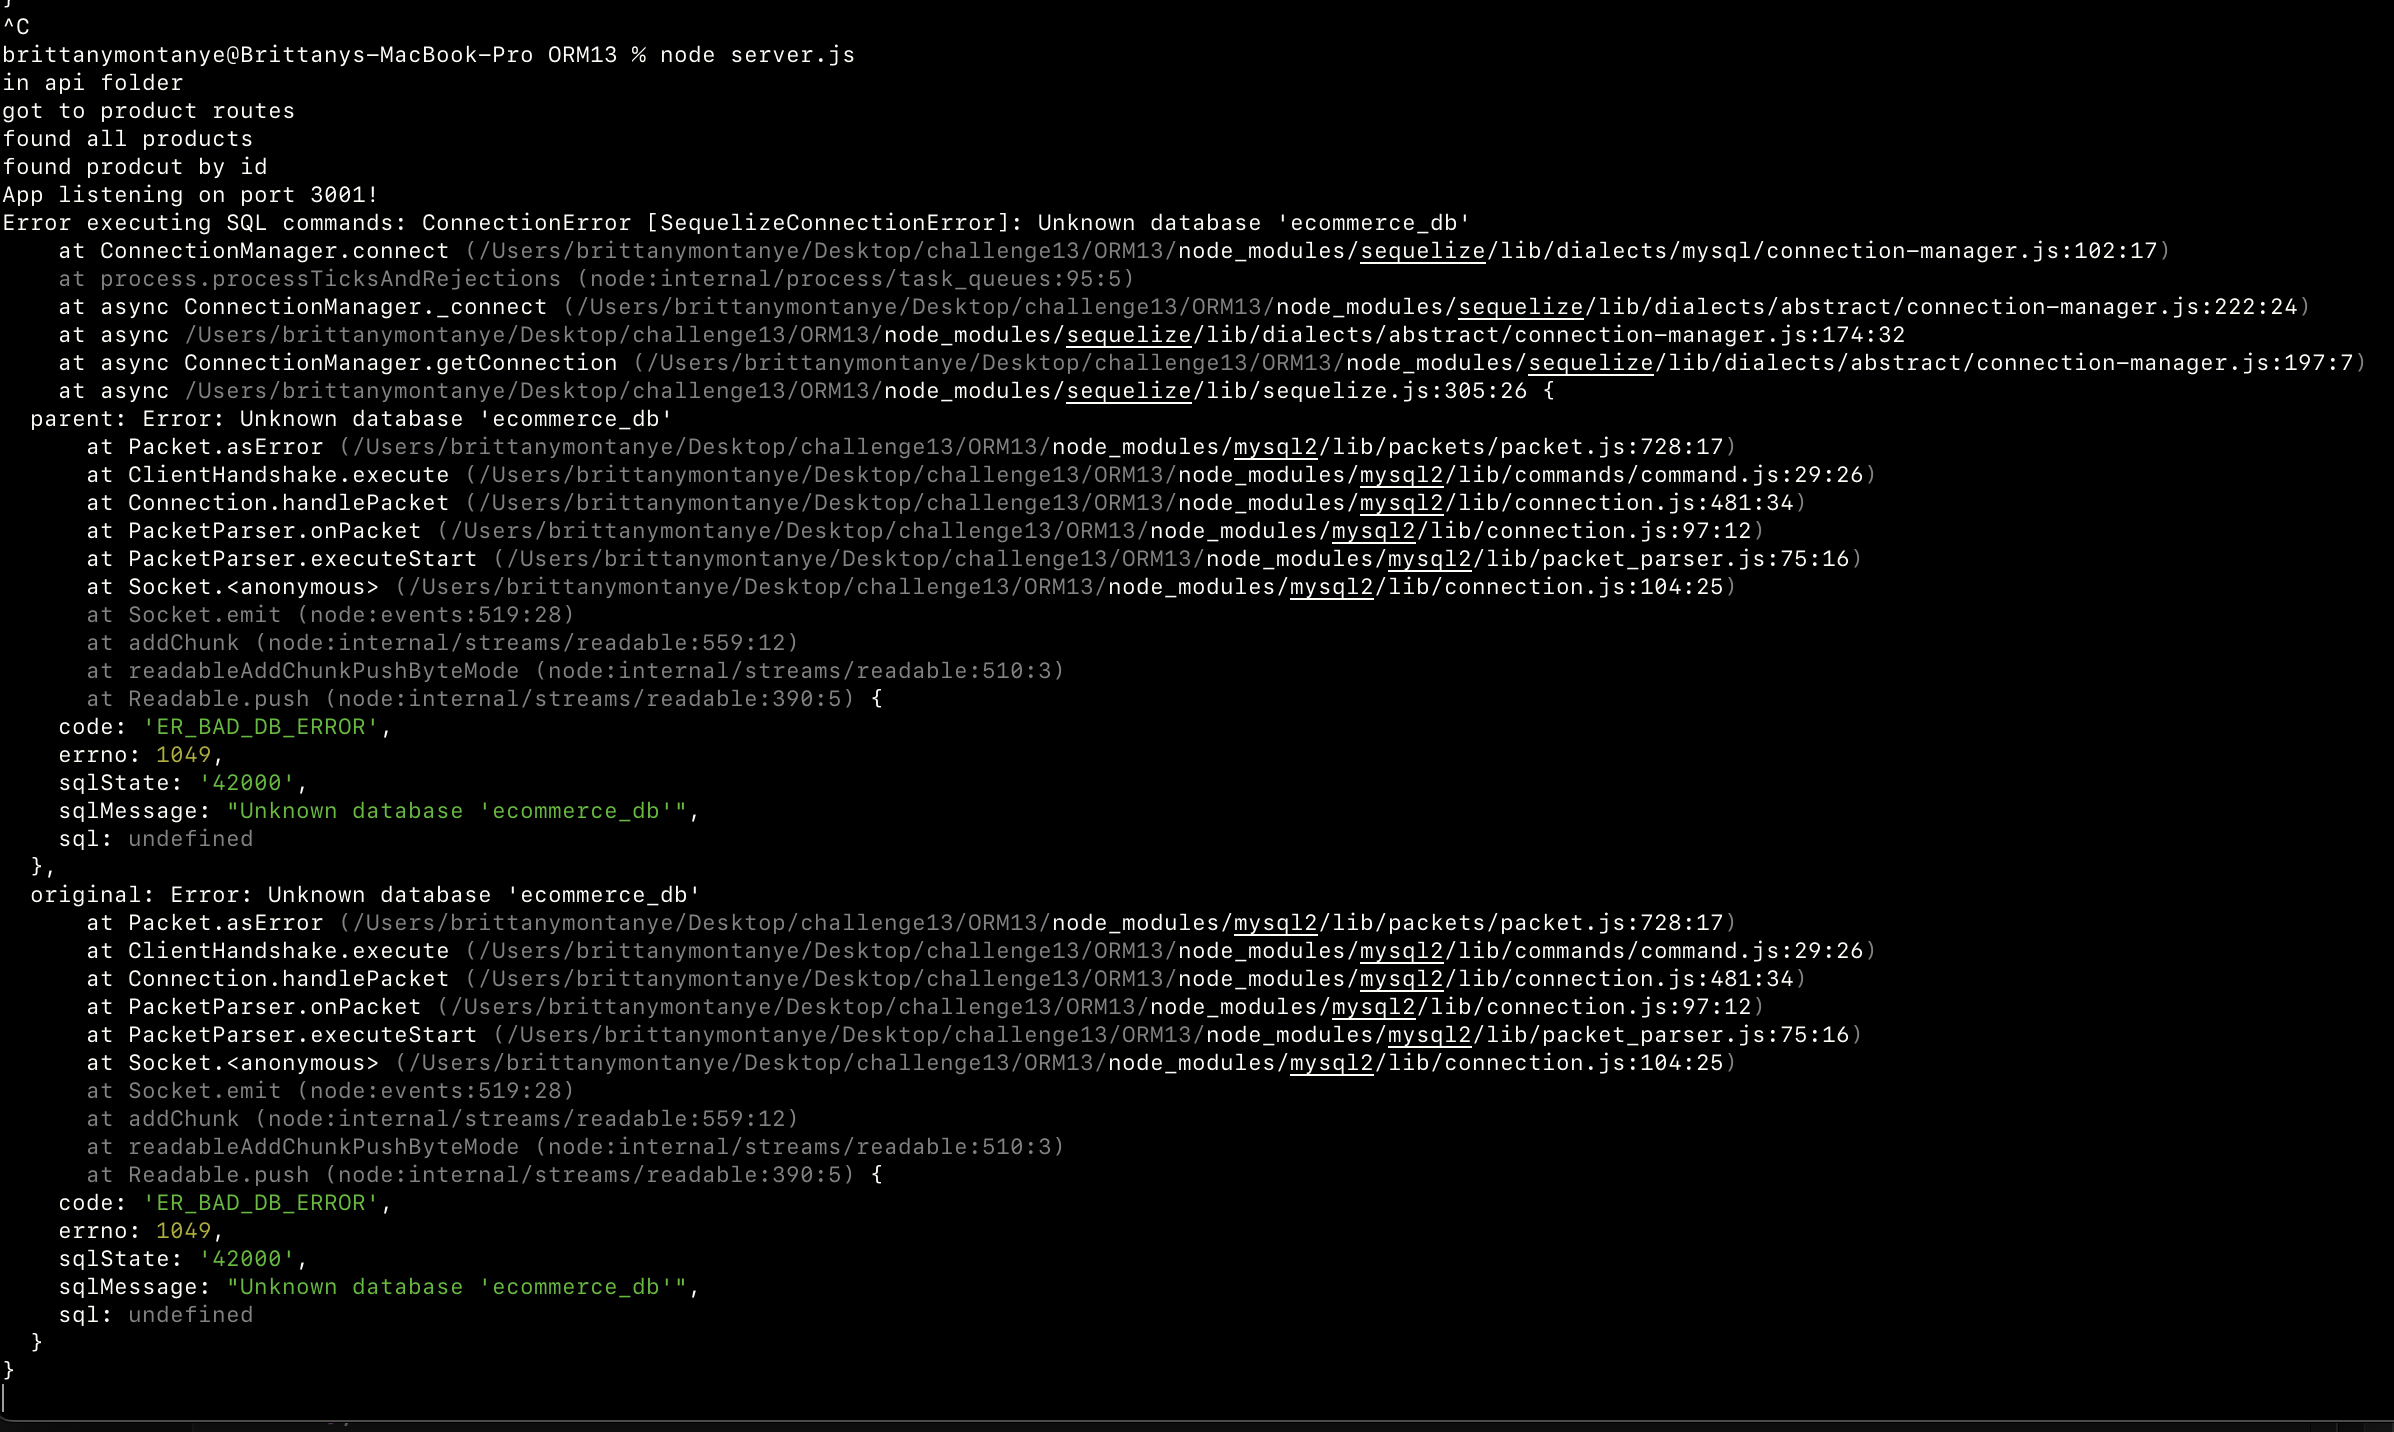 }
^C
brittanymontanye@Brittanys-MacBook-Pro ORM13 % node server.js
in api folder
got to product routes
found all products
found prodcut by id
App listening on port 3001!
Error executing SQL commands: ConnectionError [SequelizeConnectionError]: Unknown database 'ecommerce_db'
    at ConnectionManager.connect (/Users/brittanymontanye/Desktop/challenge13/ORM13/node_modules/sequelize/lib/dialects/mysql/connection-manager.js:102:17)
    at process.processTicksAndRejections (node:internal/process/task_queues:95:5)
    at async ConnectionManager._connect (/Users/brittanymontanye/Desktop/challenge13/ORM13/node_modules/sequelize/lib/dialects/abstract/connection-manager.js:222:24)
    at async /Users/brittanymontanye/Desktop/challenge13/ORM13/node_modules/sequelize/lib/dialects/abstract/connection-manager.js:174:32
    at async ConnectionManager.getConnection (/Users/brittanymontanye/Desktop/challenge13/ORM13/node_modules/sequelize/lib/dialects/abstract/connection-manager.js:197:7)
    at async /Users/brittanymontanye/Desktop/challenge13/ORM13/node_modules/sequelize/lib/sequelize.js:305:26 {
  parent: Error: Unknown database 'ecommerce_db'
      at Packet.asError (/Users/brittanymontanye/Desktop/challenge13/ORM13/node_modules/mysql2/lib/packets/packet.js:728:17)
      at ClientHandshake.execute (/Users/brittanymontanye/Desktop/challenge13/ORM13/node_modules/mysql2/lib/commands/command.js:29:26)
      at Connection.handlePacket (/Users/brittanymontanye/Desktop/challenge13/ORM13/node_modules/mysql2/lib/connection.js:481:34)
      at PacketParser.onPacket (/Users/brittanymontanye/Desktop/challenge13/ORM13/node_modules/mysql2/lib/connection.js:97:12)
      at PacketParser.executeStart (/Users/brittanymontanye/Desktop/challenge13/ORM13/node_modules/mysql2/lib/packet_parser.js:75:16)
      at Socket.<anonymous> (/Users/brittanymontanye/Desktop/challenge13/ORM13/node_modules/mysql2/lib/connection.js:104:25)
      at Socket.emit (node:events:519:28)
      at addChunk (node:internal/streams/readable:559:12)
      at readableAddChunkPushByteMode (node:internal/streams/readable:510:3)
      at Readable.push (node:internal/streams/readable:390:5) {
    code: 'ER_BAD_DB_ERROR',
    errno: 1049,
    sqlState: '42000',
    sqlMessage: "Unknown database 'ecommerce_db'",
    sql: undefined
  },
  original: Error: Unknown database 'ecommerce_db'
      at Packet.asError (/Users/brittanymontanye/Desktop/challenge13/ORM13/node_modules/mysql2/lib/packets/packet.js:728:17)
      at ClientHandshake.execute (/Users/brittanymontanye/Desktop/challenge13/ORM13/node_modules/mysql2/lib/commands/command.js:29:26)
      at Connection.handlePacket (/Users/brittanymontanye/Desktop/challenge13/ORM13/node_modules/mysql2/lib/connection.js:481:34)
      at PacketParser.onPacket (/Users/brittanymontanye/Desktop/challenge13/ORM13/node_modules/mysql2/lib/connection.js:97:12)
      at PacketParser.executeStart (/Users/brittanymontanye/Desktop/challenge13/ORM13/node_modules/mysql2/lib/packet_parser.js:75:16)
      at Socket.<anonymous> (/Users/brittanymontanye/Desktop/challenge13/ORM13/node_modules/mysql2/lib/connection.js:104:25)
      at Socket.emit (node:events:519:28)
      at addChunk (node:internal/streams/readable:559:12)
      at readableAddChunkPushByteMode (node:internal/streams/readable:510:3)
      at Readable.push (node:internal/streams/readable:390:5) {
    code: 'ER_BAD_DB_ERROR',
    errno: 1049,
    sqlState: '42000',
    sqlMessage: "Unknown database 'ecommerce_db'",
    sql: undefined
  }
}